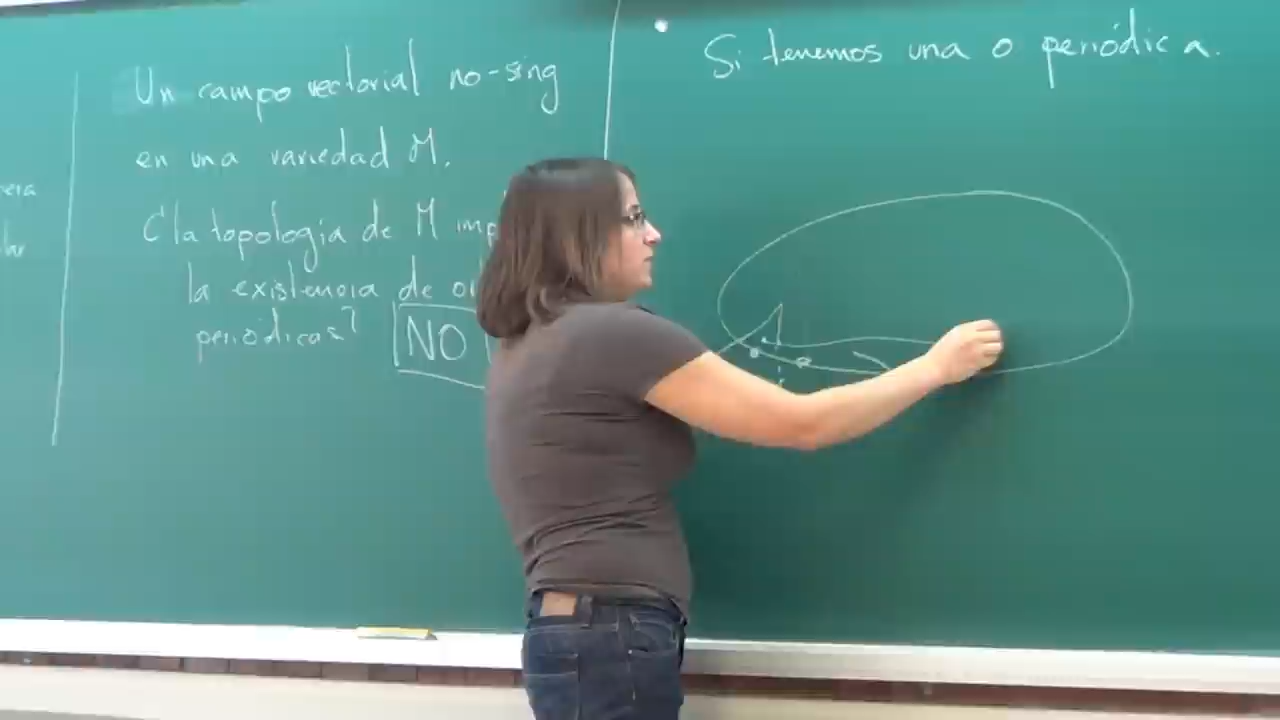 Un campo vectorial no-sing
en una variedad M.
¿la topología de M
la existencia de
periódicas?
NO
Si tenemos una o periódica.